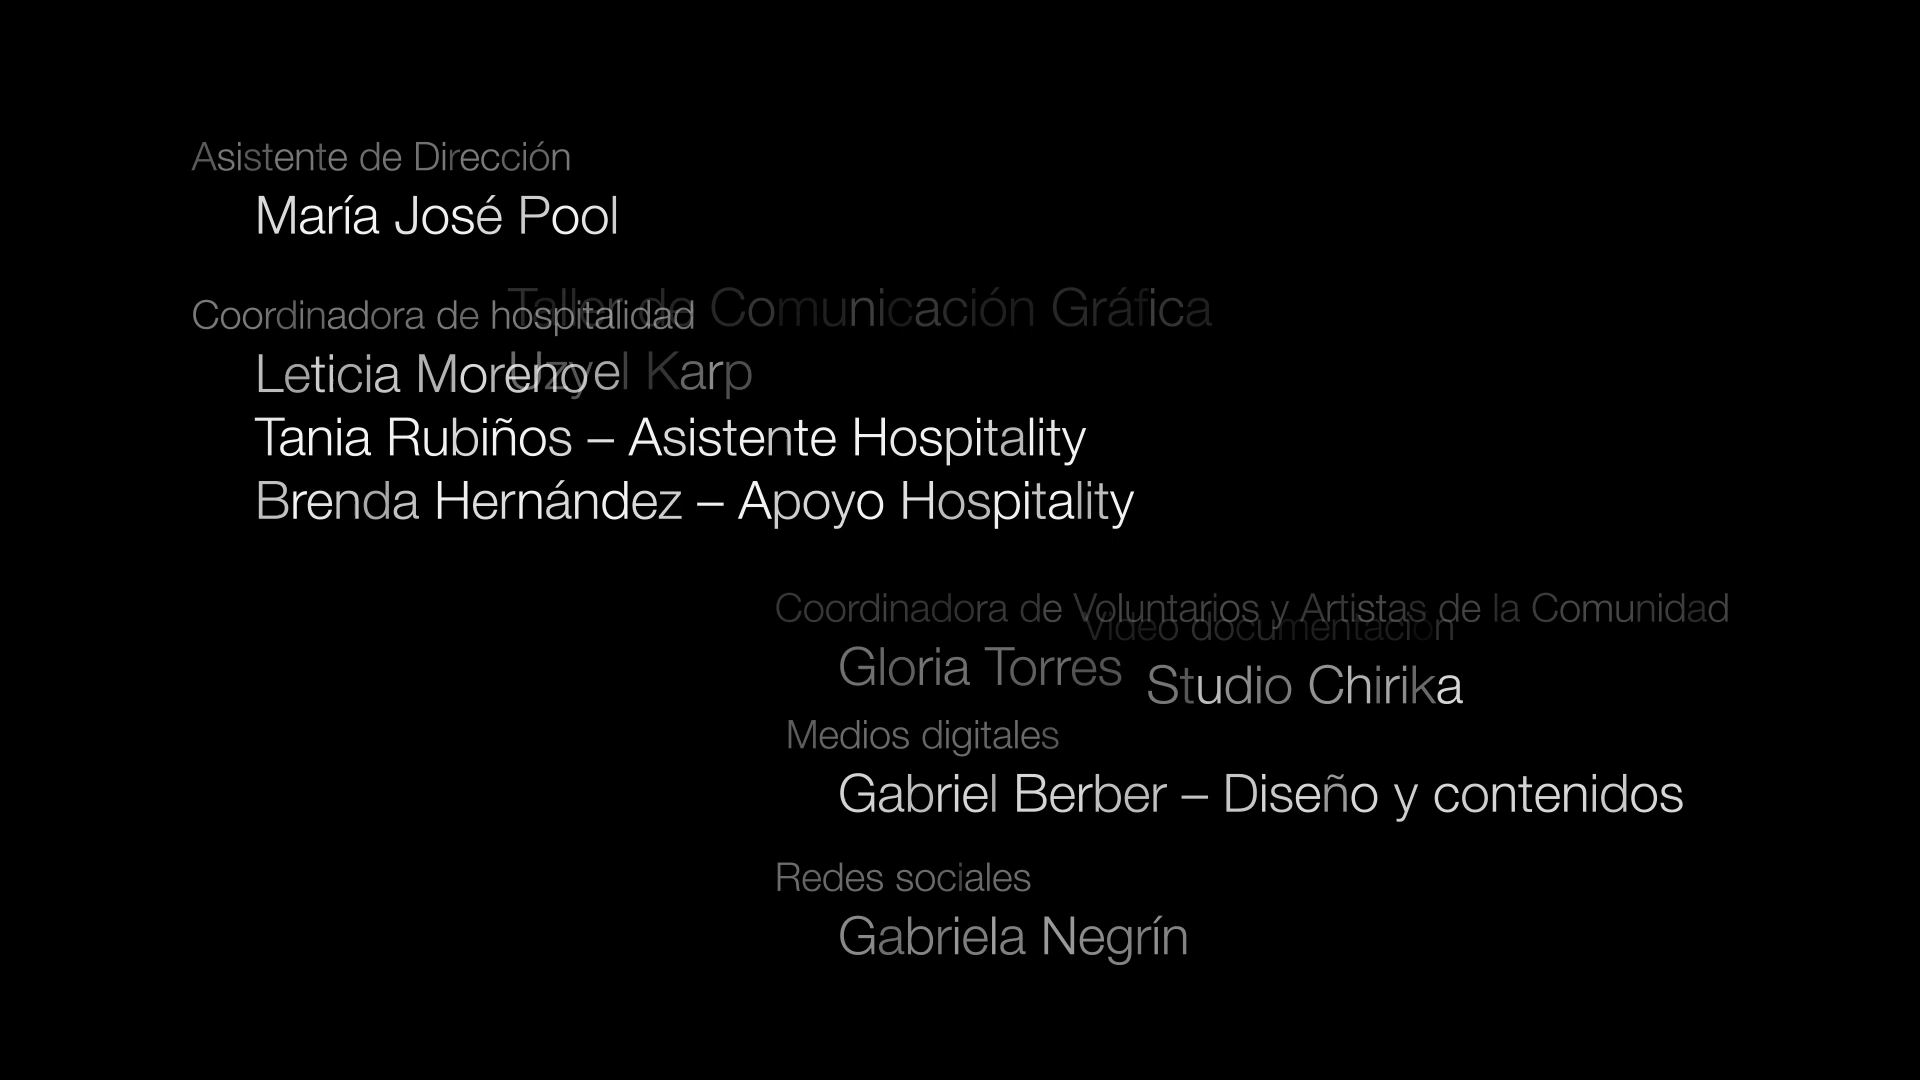 Asistente de Dirección
María José Pool
Coordinadora de hospitalidad
Taller de Comunicación Gráfica
Leticia Moreno
Uzyel Karp
Tania Rubiños – Asistente Hospitality
Brenda Hernández – Apoyo Hospitality
Coordinadora de Voluntarios y Artistas de la Comunidad
Video documentación
Gloria Torres
Studio Chirika
Medios digitales
Gabriel Berber – Diseño y contenidos
Redes sociales
Gabriela Negrín